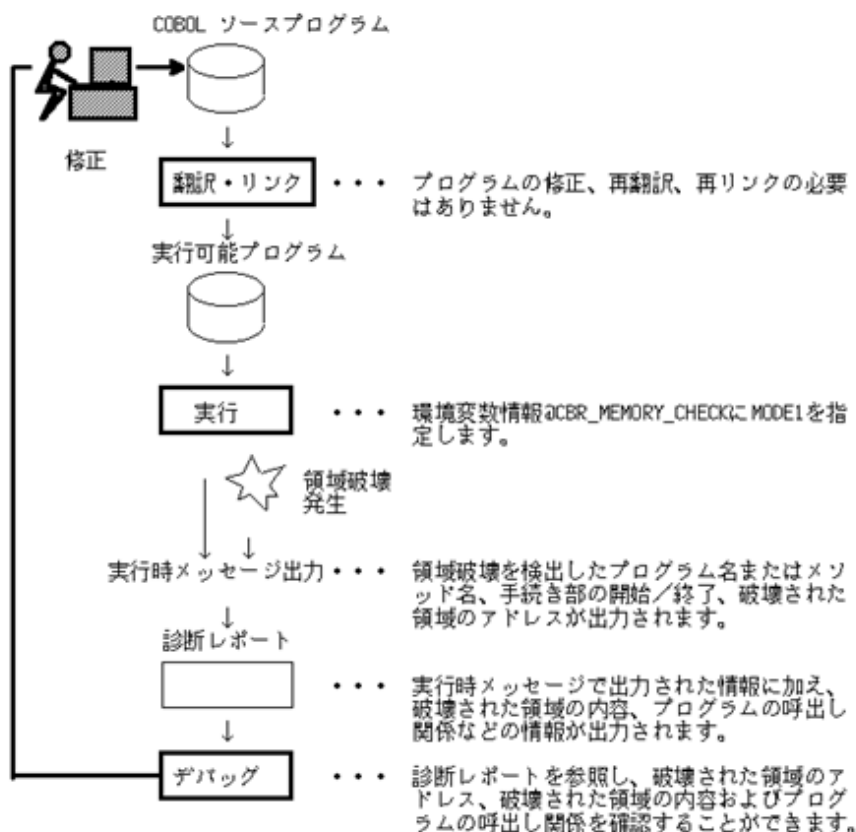 COBOL ソースプログラム
修正
↓
翻訳・リンク ・・・ プログラムの修正、再翻訳、再リンクの必要
はありません。
↓
実行可能プログラム
↓
実行 ・・・ 環境変数情報@CBR_MEMORY_CHECKにMODE1を指
定します。
領域破壊
発生
↓ ↓
実行時メッセージ出力・・・ 領域破壊を検出したプログラム名またはメソ
ッド名、手続き部の開始／終了、破壊された
領域のアドレスが出力されます。
↓
診断レポート
・・・ 実行時メッセージで出力された情報に加え、
破壊された領域の内容、プログラムの呼出し
関係などの情報が出力されます。
↓
デバッグ ・・・ 診断レポートを参照し、破壊された領域のア
ドレス、破壊された領域の内容およびプログ
ラムの呼出し関係を確認することができます。